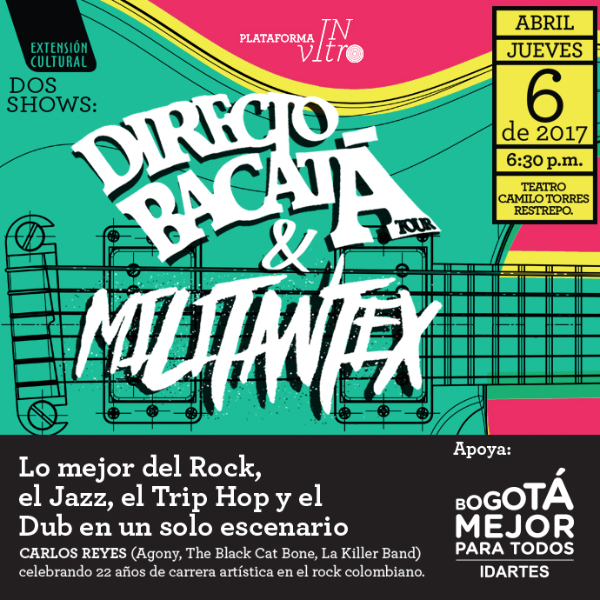 EXTENSIÓN
CULTURAL
PLATAFORMA
IN
vItro
ABRIL
JUEVES
6
de 2017
6:30 p.m.
TEATRO
CAMILO TORRES
RESTREPO.
DOS
SHOWS:
DIRECTO
BACATÁ
TOUR
&
MILITANTEX
Lo mejor del Rock,
el Jazz, el Trip Hop y el
Dub en un solo escenario
CARLOS REYES (Agony, The Black Cat Bone, La Killer Band)
celebrando 22 años de carrera artística en el rock colombiano.
Apoya:
BOGOTÁ
MEJOR
PARA TODOS
IDARTES